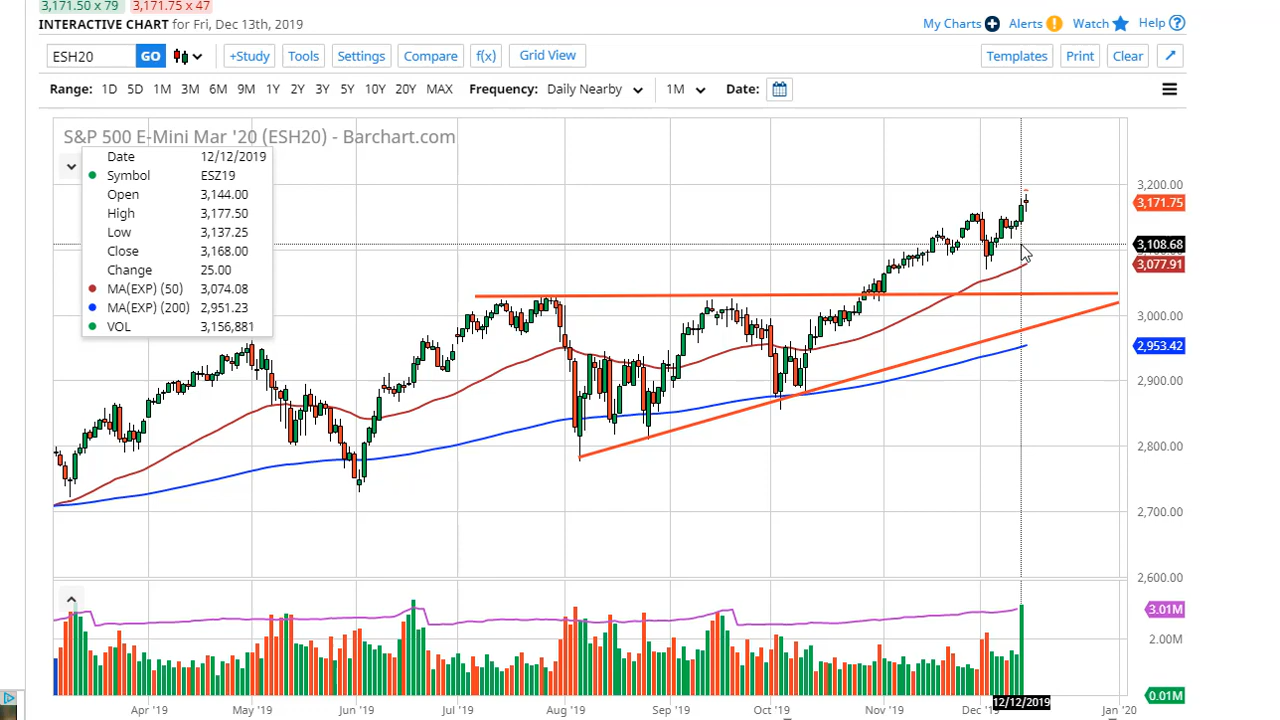 3,171.50 x 79 3,171.75 x 47
INTERACTIVE CHART for Fri, Dec 13th, 2019
My Charts Alerts Watch Help
ESH20 GO +Study Tools Settings Compare f(x) Grid View Templates Print Clear
Range: 1D 5D 1M 3M 6M 9M 1Y 2Y 3Y 5Y 10Y 20Y MAX Frequency: Daily Nearby 1M Date:
S&P 500 E-Mini Mar '20 (ESH20) - Barchart.com
Date 12/12/2019
Symbol ESZ19
Open 3,144.00
High 3,177.50
Low 3,137.25
Close 3,168.00
Change 25.00
MA(EXP) (50) 3,074.08
MA(EXP) (200) 2,951.23
VOL 3,156,881
3,200.00
3,171.75
3,108.68
3,077.91
3,000.00
2,953.42
2,900.00
2,800.00
2,700.00
2,600.00
3.01M
2.00M
0.01M
Apr '19 May '19 Jun '19 Jul '19 Aug '19 Sep '19 Oct '19 Nov '19 Dec '19 12/12/2019 Jan '20